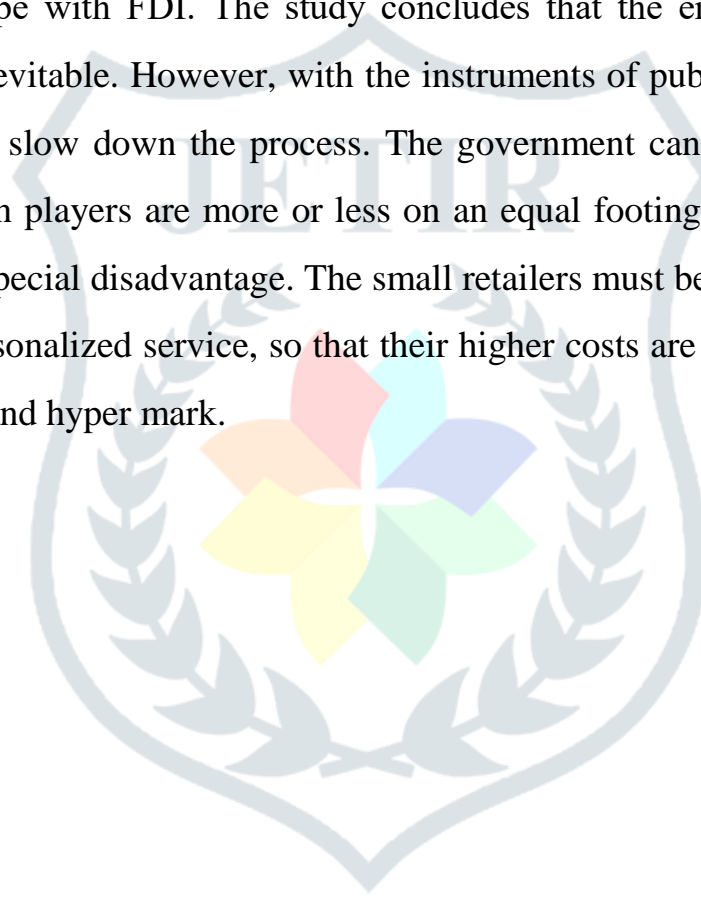 pe with FDI. The study concludes that the er
evitable. However, with the instruments of pub
slow down the process. The government can
n players are more or less on an equal footing
pecial disadvantage. The small retailers must be
sonalized service, so that their higher costs are
nd hyper mark.
JETIR